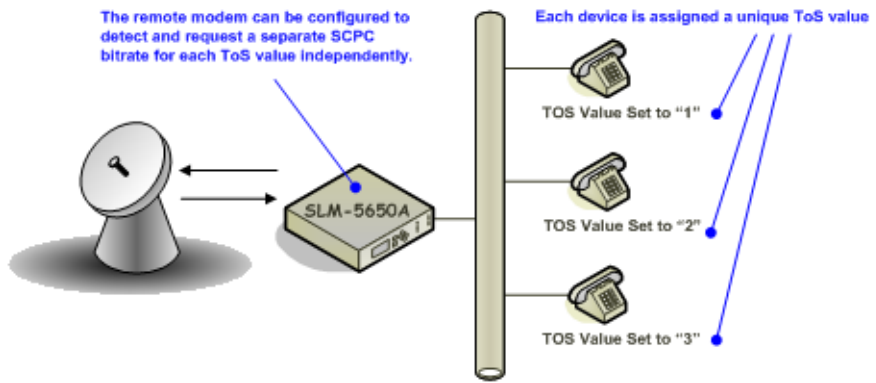 The remote modem can be configured to
detect and request a separate SCPC
bitrate for each ToS value independently.
Each device is assigned a unique ToS value
TOS Value Set to "1"
SLM-5650A
TOS Value Set to "2"
TOS Value Set to "3"